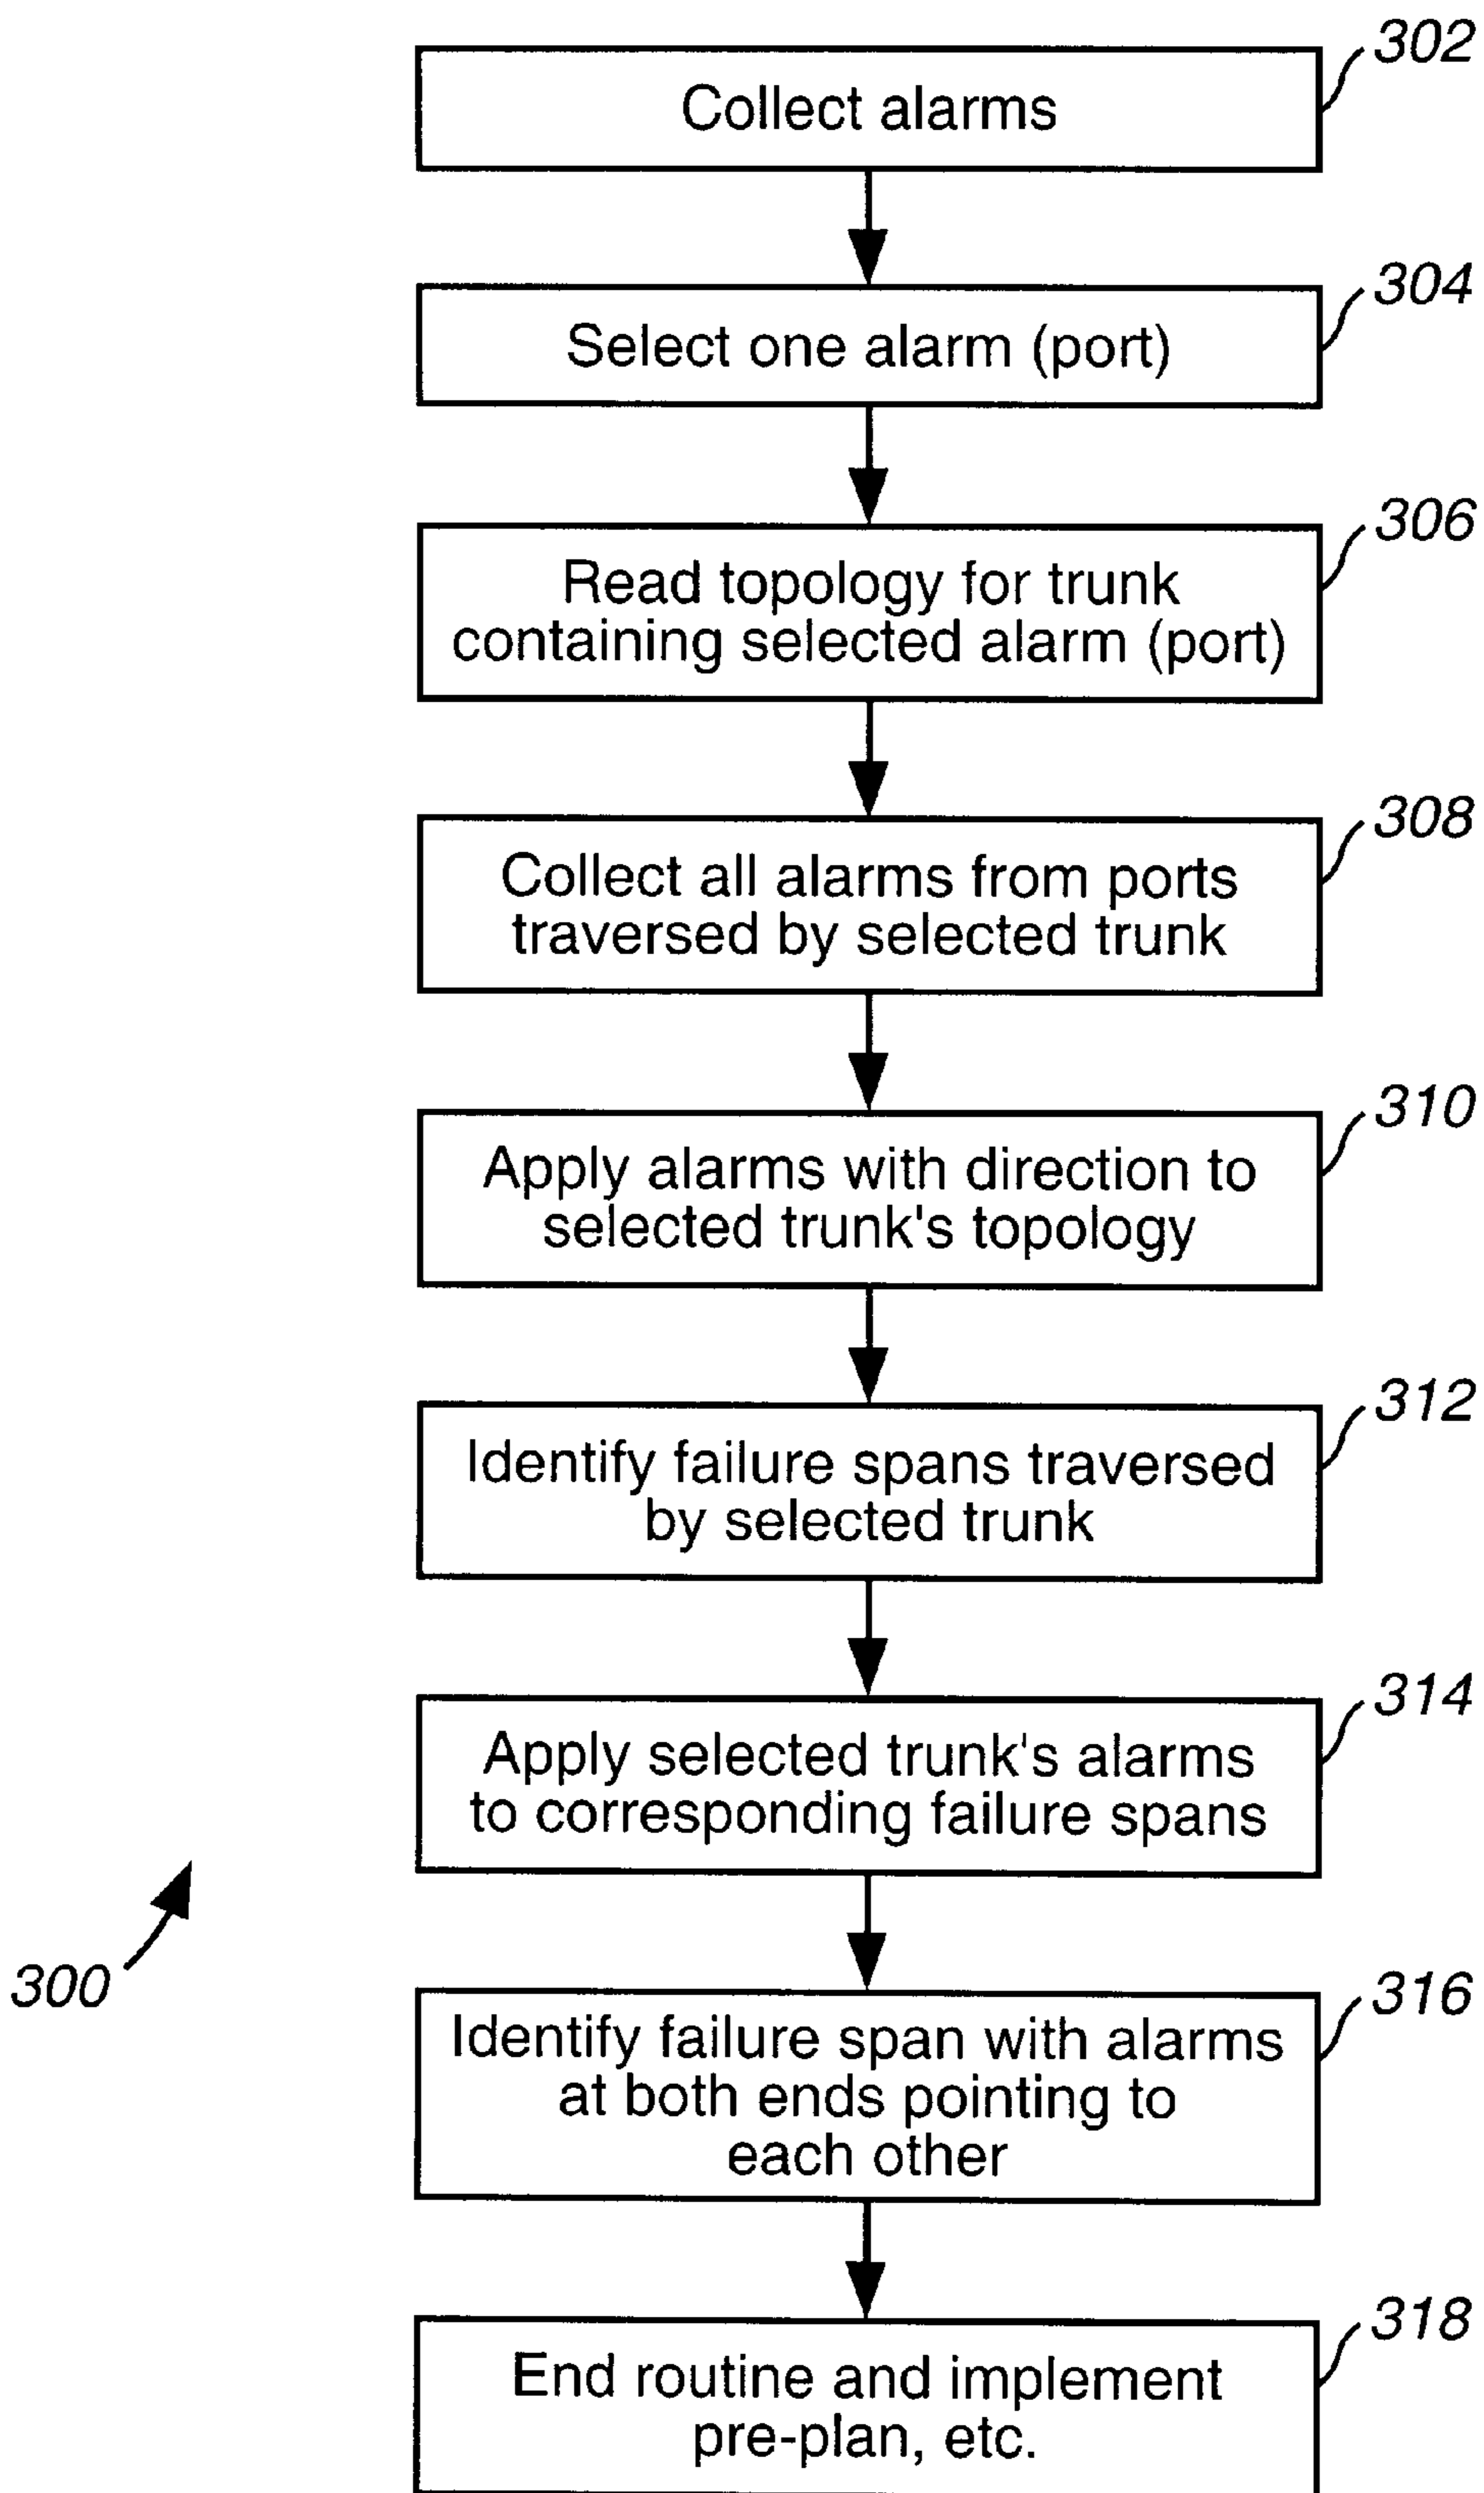 302
Collect alarms
304
Select one alarm (port)
306
Read topology for trunk
containing selected alarm (port)
308
Collect all alarms from ports
traversed by selected trunk
310
Apply alarms with direction to
selected trunk's topology
312
Identify failure spans traversed
by selected trunk
314
Apply selected trunk's alarms
to corresponding failure spans
300
316
Identify failure span with alarms
at both ends pointing to
each other
318
End routine and implement
pre-plan, etc.